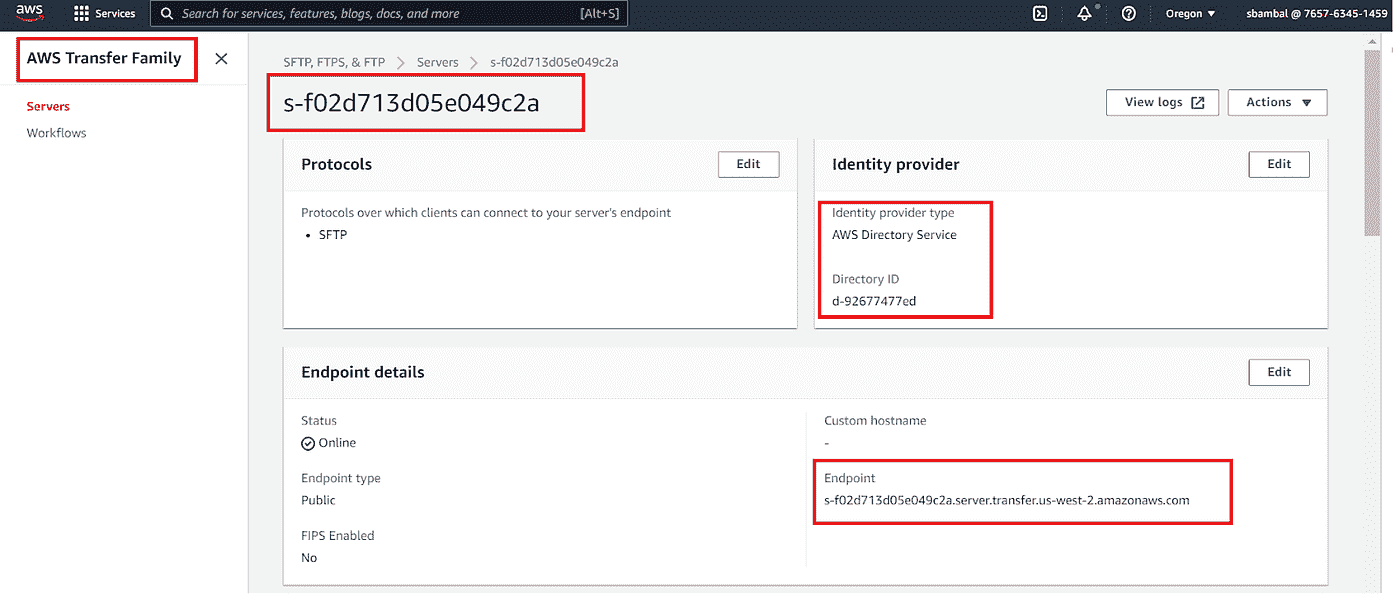 aws Services Search for services, features, blogs, docs, and more [Alt+S] Oregon ▼ sbambal @ 7657-6345-1459
AWS Transfer Family
Servers
Workflows
SFTP, FTPS, & FTP > Servers > s-f02d713d05e049c2a
s-f02d713d05e049c2a
View logs Actions ▼
Protocols Edit
Protocols over which clients can connect to your server's endpoint
• SFTP
Identity provider Edit
Identity provider type
AWS Directory Service
Directory ID
d-92677477ed
Endpoint details Edit
Status
Online
Endpoint type
Public
FIPS Enabled
No
Custom hostname
-
Endpoint
s-f02d713d05e049c2a.server.transfer.us-west-2.amazonaws.com